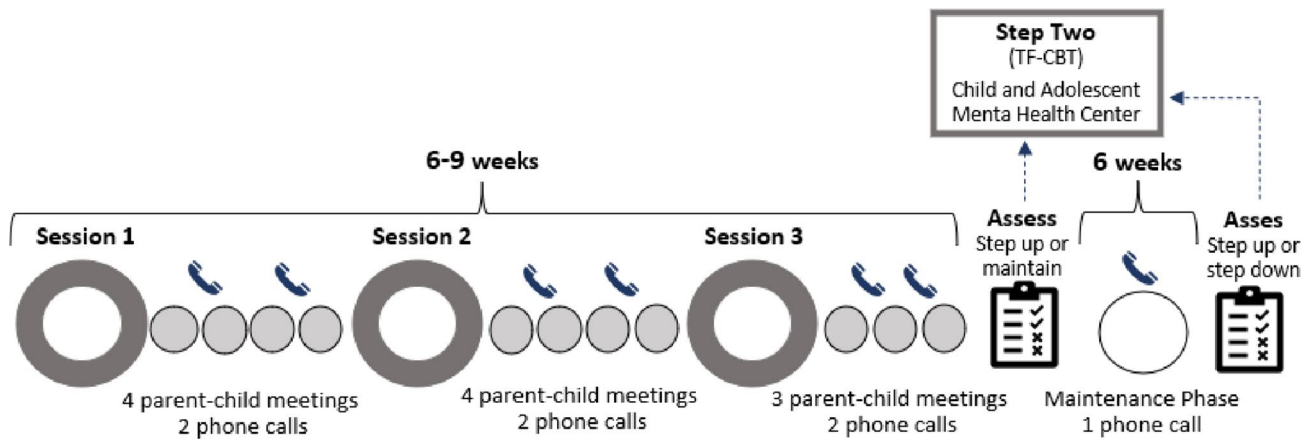 Step Two
(TF-CBT)
Child and Adolescent
Menta Health Center
6-9 weeks
6 weeks
Session 1
Session 2
Session 3
Assess
Step up or
maintain
Asses
Step up or
step down
4 parent-child meetings
2 phone calls
4 parent-child meetings
2 phone calls
3 parent-child meetings
2 phone calls
Maintenance Phase
1 phone call